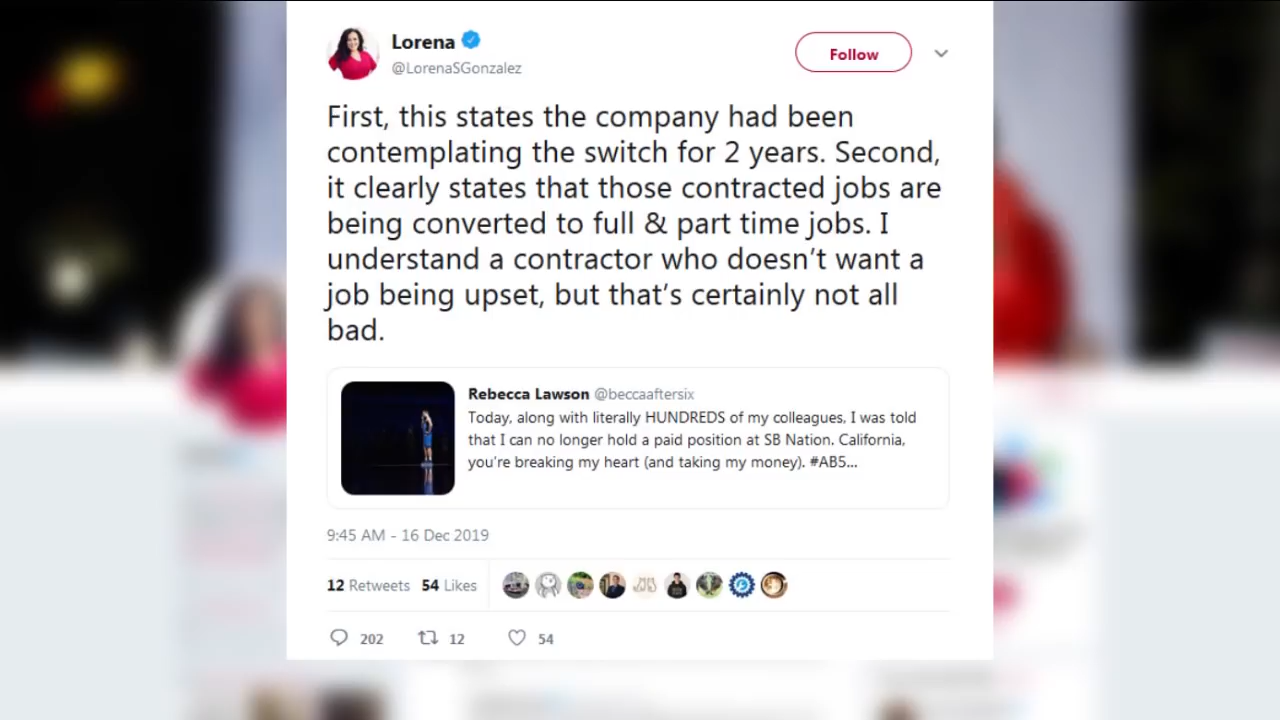 Lorena
Follow
@LorenaSGonzalez
First, this states the company had been
contemplating the switch for 2 years. Second,
it clearly states that those contracted jobs are
being converted to full & part time jobs. I
understand a contractor who doesn’t want a
job being upset, but that’s certainly not all
bad.
Rebecca Lawson @beccaaftersix
Today, along with literally HUNDREDS of my colleagues, I was told
that I can no longer hold a paid position at SB Nation. California,
you’re breaking my heart (and taking my money). #AB5...
9:45 AM - 16 Dec 2019
12 Retweets 54 Likes
202 12 54